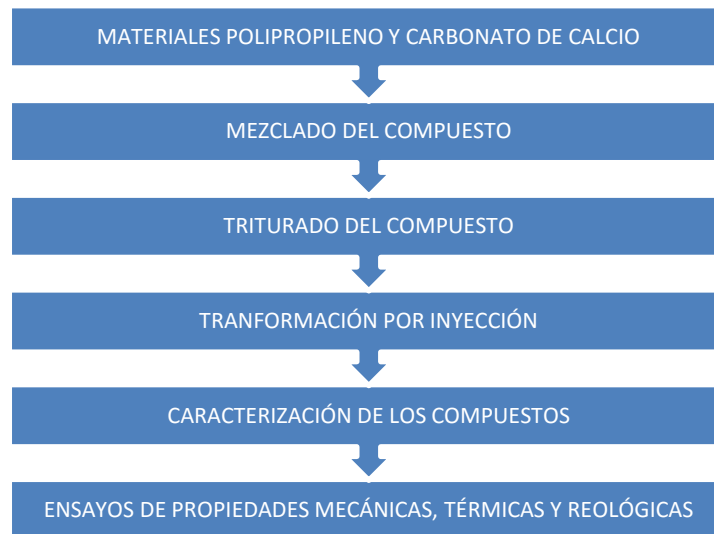 MATERIALES POLIPROPILENO Y CARBONATO DE CALCIO
MEZCLADO DEL COMPUESTO
TRITURADO DEL COMPUESTO
TRANFORMACIÓN POR INYECCIÓN
CARACTERIZACIÓN DE LOS COMPUESTOS
ENSAYOS DE PROPIEDADES MECÁNICAS, TÉRMICAS Y REOLÓGICAS